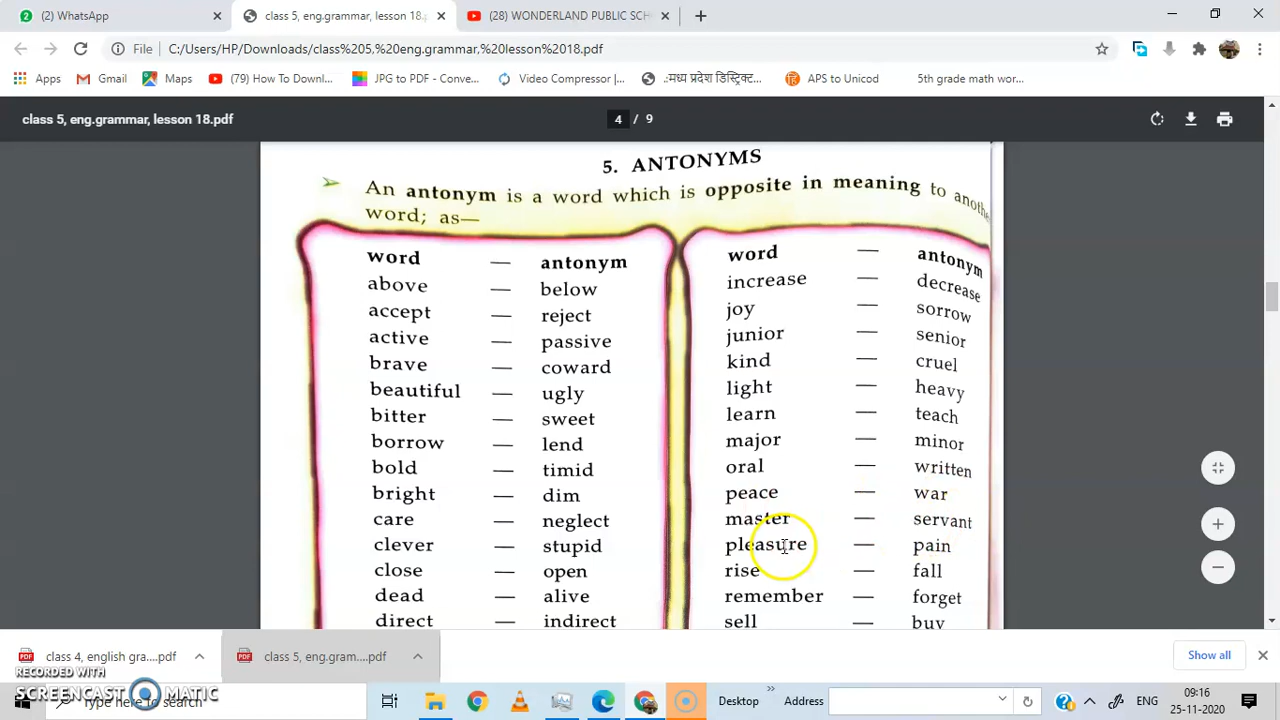 (2) WhatsApp
class 5, eng.grammar, lesson 18.
(28) WONDERLAND PUBLIC SCH
File
C:/Users/HP/Downloads/class%205,%20eng.grammar,%20lesson%2018.pdf
Apps
Gmail
Maps
(79) How To Downl...
JPG to PDF - Conve...
Video Compressor |...
.:मध्य प्रदेश डिस्ट्रिक्ट...
APS to Unicod
5th grade math wor...
class 5, eng.grammar, lesson 18.pdf
4 / 9
5. ANTONYMS
An antonym is a word which is opposite in meaning to anothe
word; as—
word — antonym
above — below
accept — reject
active — passive
brave — coward
beautiful — ugly
bitter — sweet
borrow — lend
bold — timid
bright — dim
care — neglect
clever — stupid
close — open
dead — alive
direct — indirect
word — antonym
increase — decrease
joy — sorrow
junior — senior
kind — cruel
light — heavy
learn — teach
major — minor
oral — written
peace — war
master — servant
pleasure — pain
rise — fall
remember — forget
sell — buy
class 4, english gra....pdf
class 5, eng.gram....pdf
Show all
RECORDED WITH
SCREENCAST MATIC
Type here to search
Desktop
Address
ENG
09:16
25-11-2020